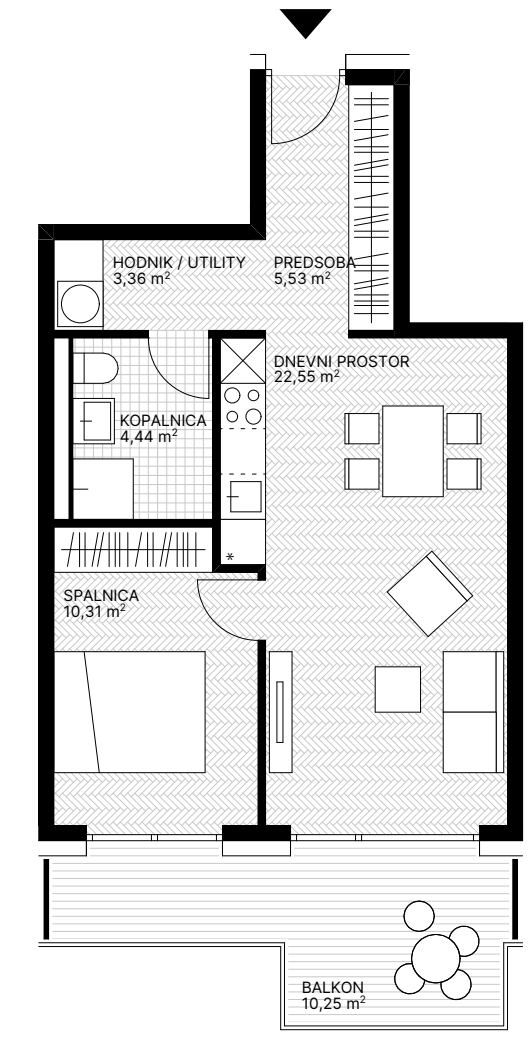 HODNIK / UTILITY
3,36 m²
PREDSOBA
5,53 m²
DNEVNI PROSTOR
22,55 m²
KOPALNICA
4,44 m²
*
SPALNICA
10,31 m²
BALKON
10,25 m²